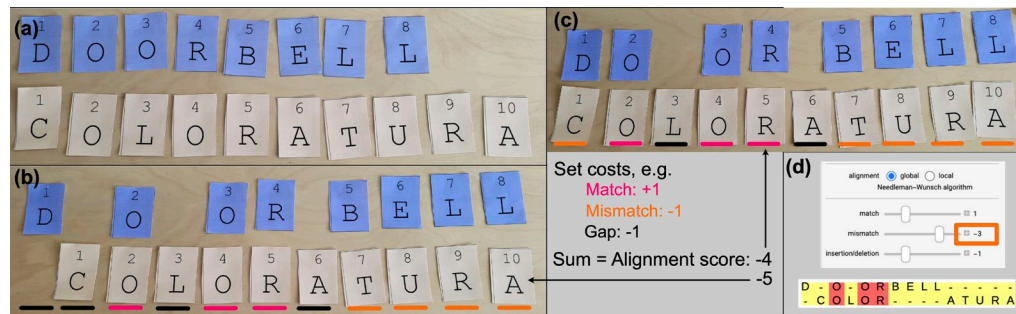 (a)
1 2 3 4 5 6 7 8
D O O R B E L L
1 2 3 4 5 6 7 8 9 10
C O L O R A T U R A
(b)
1 2 3 4 5 6 7 8
D O O R B E L L
1 2 3 4 5 6 7 8 9 10
C O L O R A T U R A
(c)
1 2 3 4 5 6 7 8
D O O R B E L L
1 2 3 4 5 6 7 8 9 10
C O L O R A T U R A
Set costs, e.g.
Match: +1
Mismatch: -1
Gap: -1
Sum = Alignment score: -4
-5
(d)
alignment global local
Needleman-Wunsch algorithm
match 1
mismatch -3
insertion/deletion -1
D - O - O R B E L L - - - - -
- C O L O R - - - - A T U R A